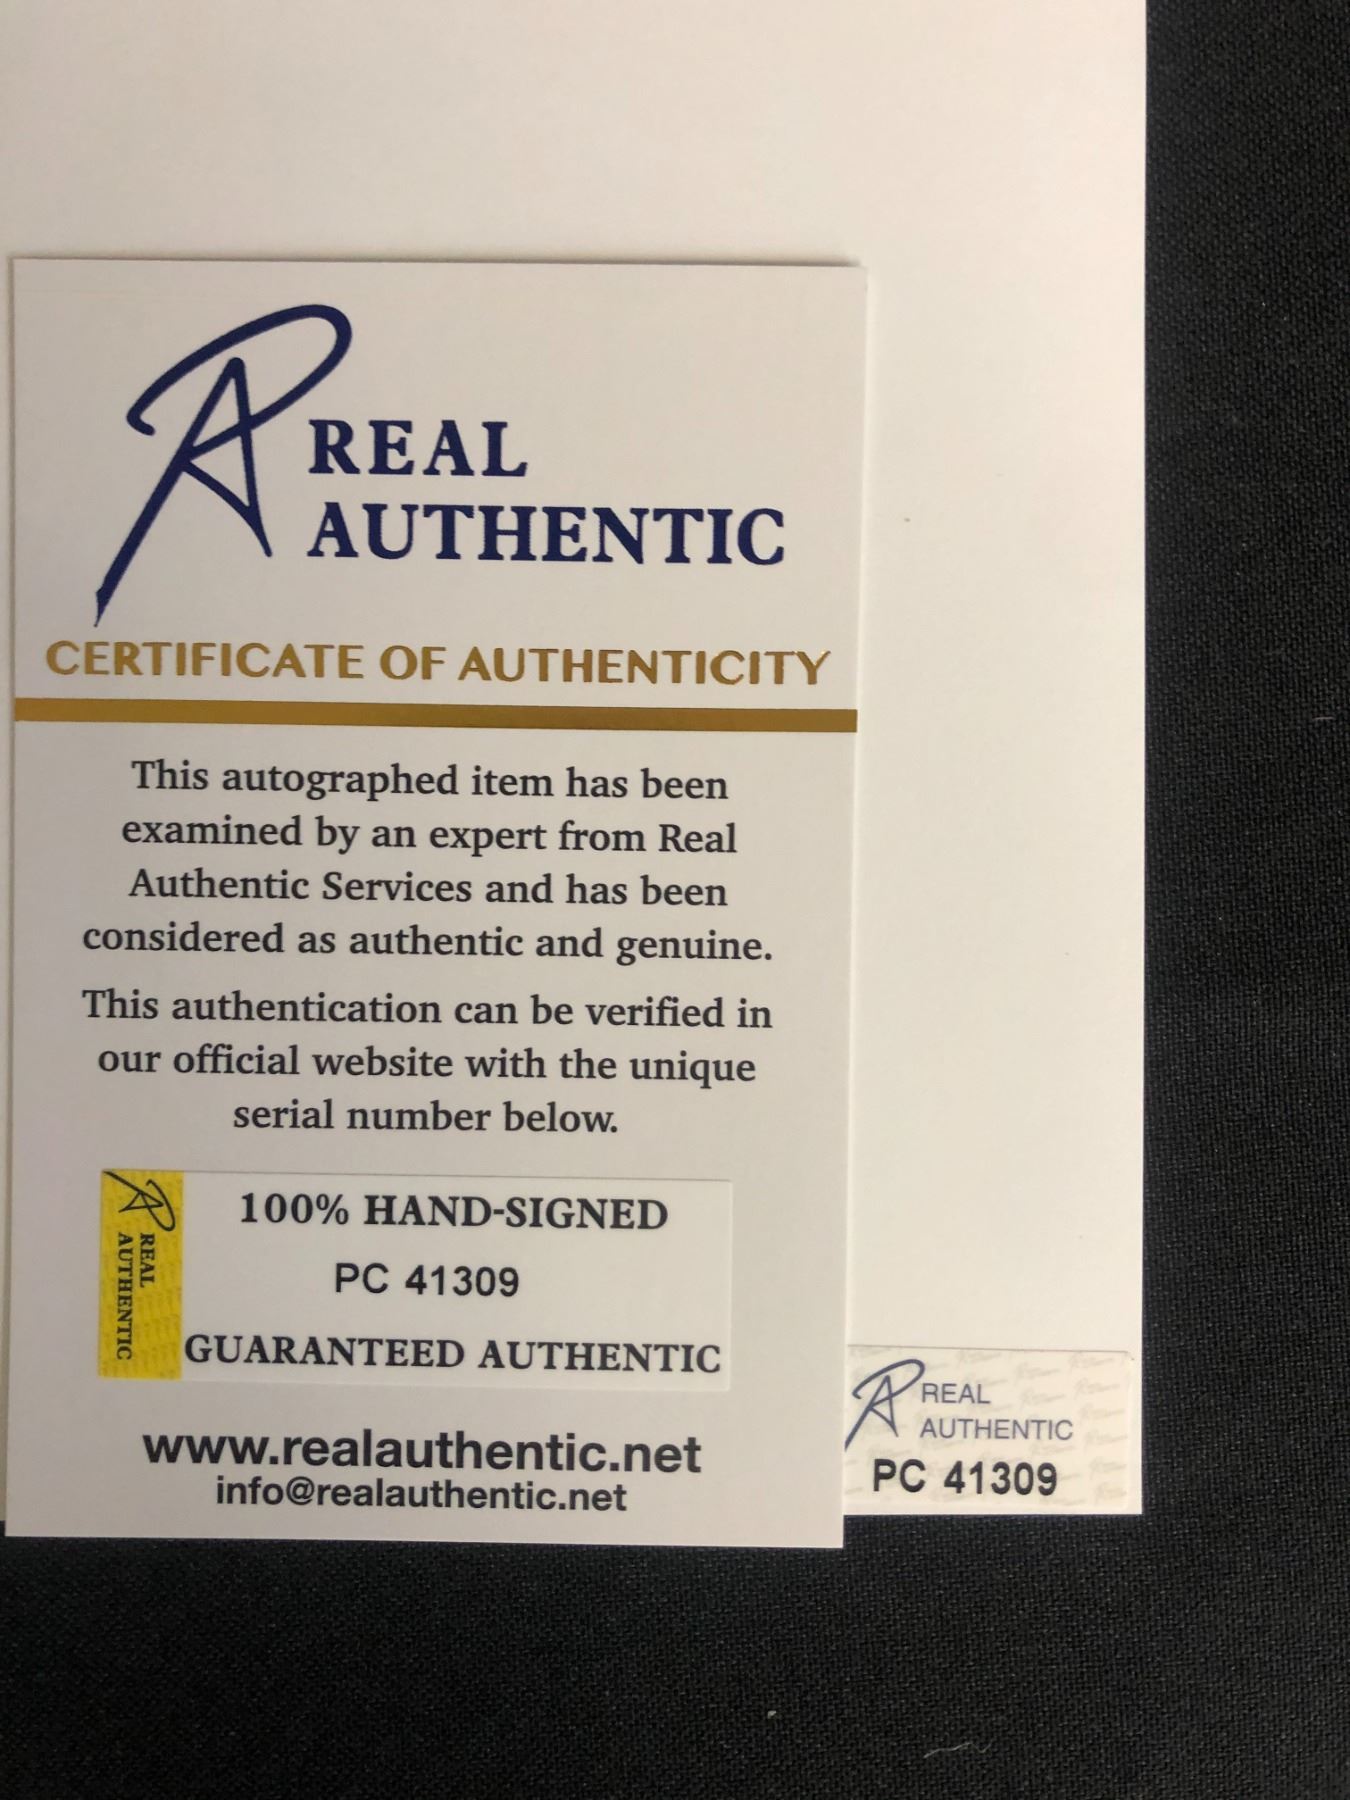 REAL
AUTHENTIC
CERTIFICATE OF AUTHENTICITY
This autographed item has been
examined by an expert from Real
Authentic Services and has been
considered as authentic and genuine.
This authentication can be verified in
our official website with the unique
serial number below.
REAL
AUTHENTIC
100% HAND-SIGNED
PC 41309
GUARANTEED AUTHENTIC
www.realauthentic.net
info@realauthentic.net
REAL
AUTHENTIC
PC 41309